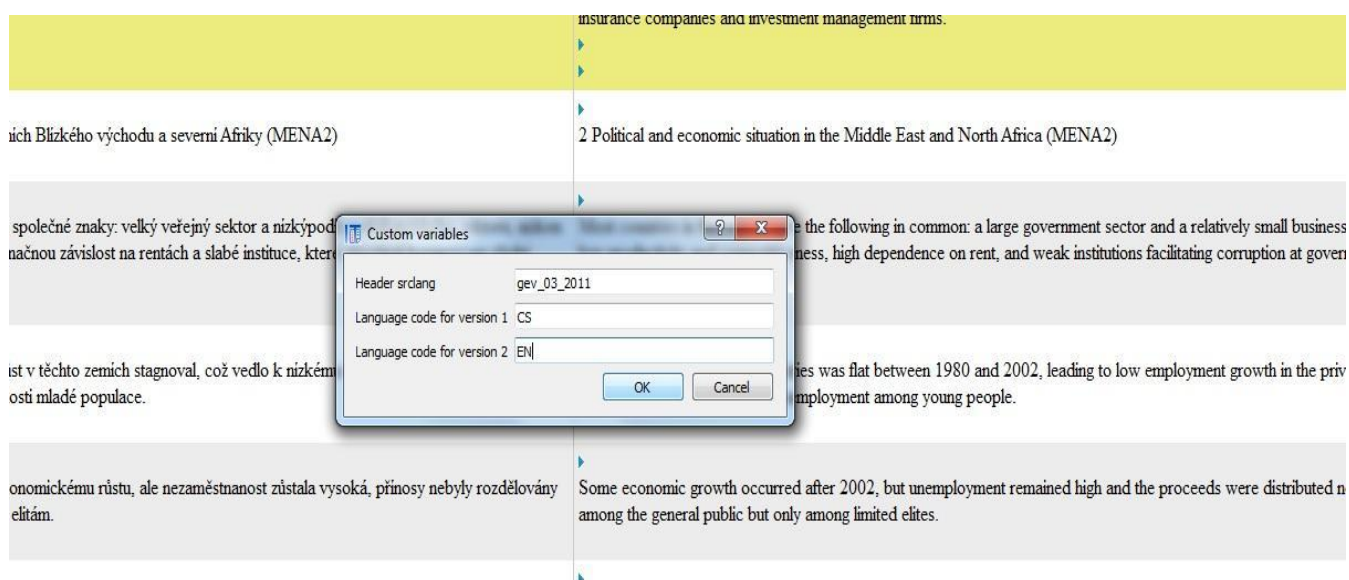 insurance companies and investment management firms.
ních Blízkého východu a severní Afriky (MENA2)
2 Political and economic situation in the Middle East and North Africa (MENA2)
společné znaky: velký veřejný sektor a nízkýpod
e the following in common: a large government sector and a relatively small business
načnou závislost na rentách a slabé instituce, kter
ness, high dependence on rent, and weak institutions facilitating corruption at gover
Custom variables
Header srclang
gev_03_2011
Language code for version 1
CS
Language code for version 2
EN
OK
Cancel
st v těchto zemích stagnoval, což vedlo k nízkém
ies was flat between 1980 and 2002, leading to low employment growth in the priv
osti mladé populace.
mployment among young people.
onomickému růstu, ale nezaměstnanost zůstala vysoká, přínosy nebyly rozdělovány
elitám.
Some economic growth occurred after 2002, but unemployment remained high and the proceeds were distributed n
among the general public but only among limited elites.